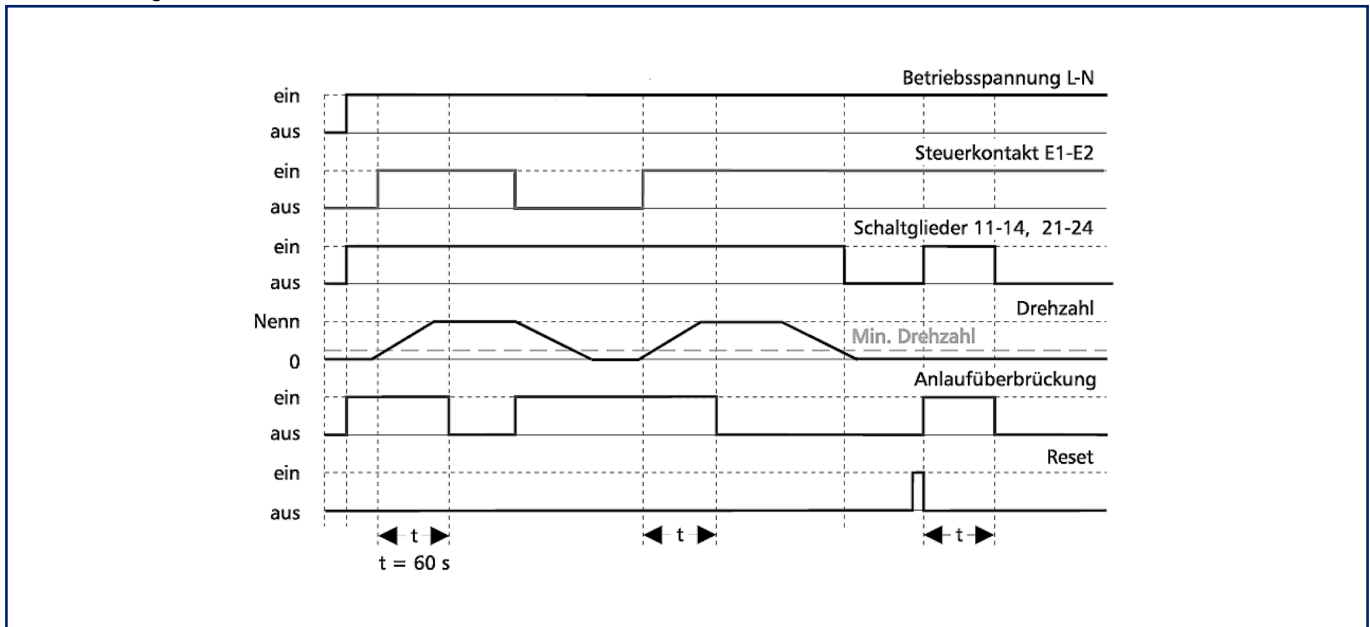 Betriebsspannung L-N
ein
aus
Steuerkontakt E1-E2
ein
aus
Schaltglieder 11-14, 21-24
ein
aus
Drehzahl
Nenn
Min. Drehzahl
0
Anlaufüberbrückung
ein
aus
Reset
ein
aus
t t t
t = 60 s